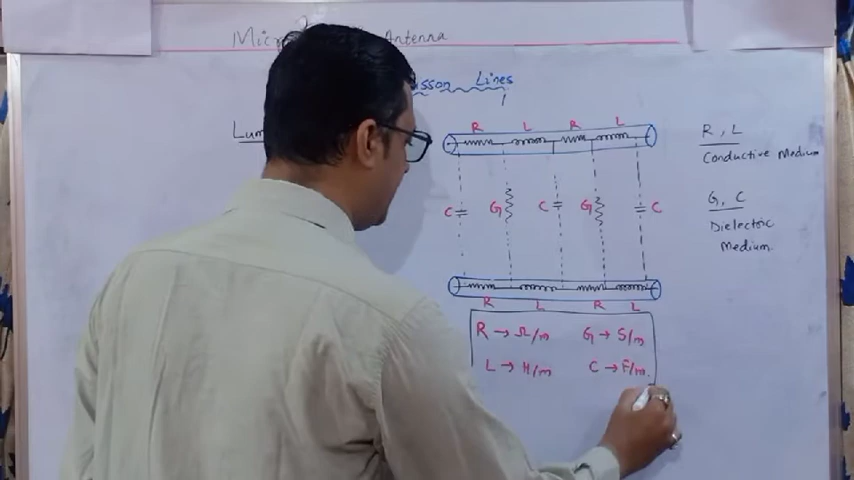 Antenna
Lines
R L R L
R, L
Conductive Medium
C G C G C
G, C
Dielectric
Medium
R L R L
R → Ω/m G → S/m
L → H/m C → F/m.